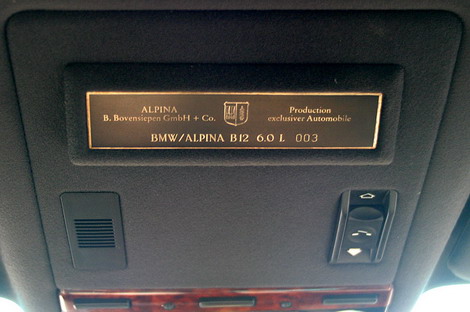 ALPINA
B. Bovensiepen GmbH + Co.
Production
exclusiver Automobile
BMW/ALPINA B12 6.0 L 003